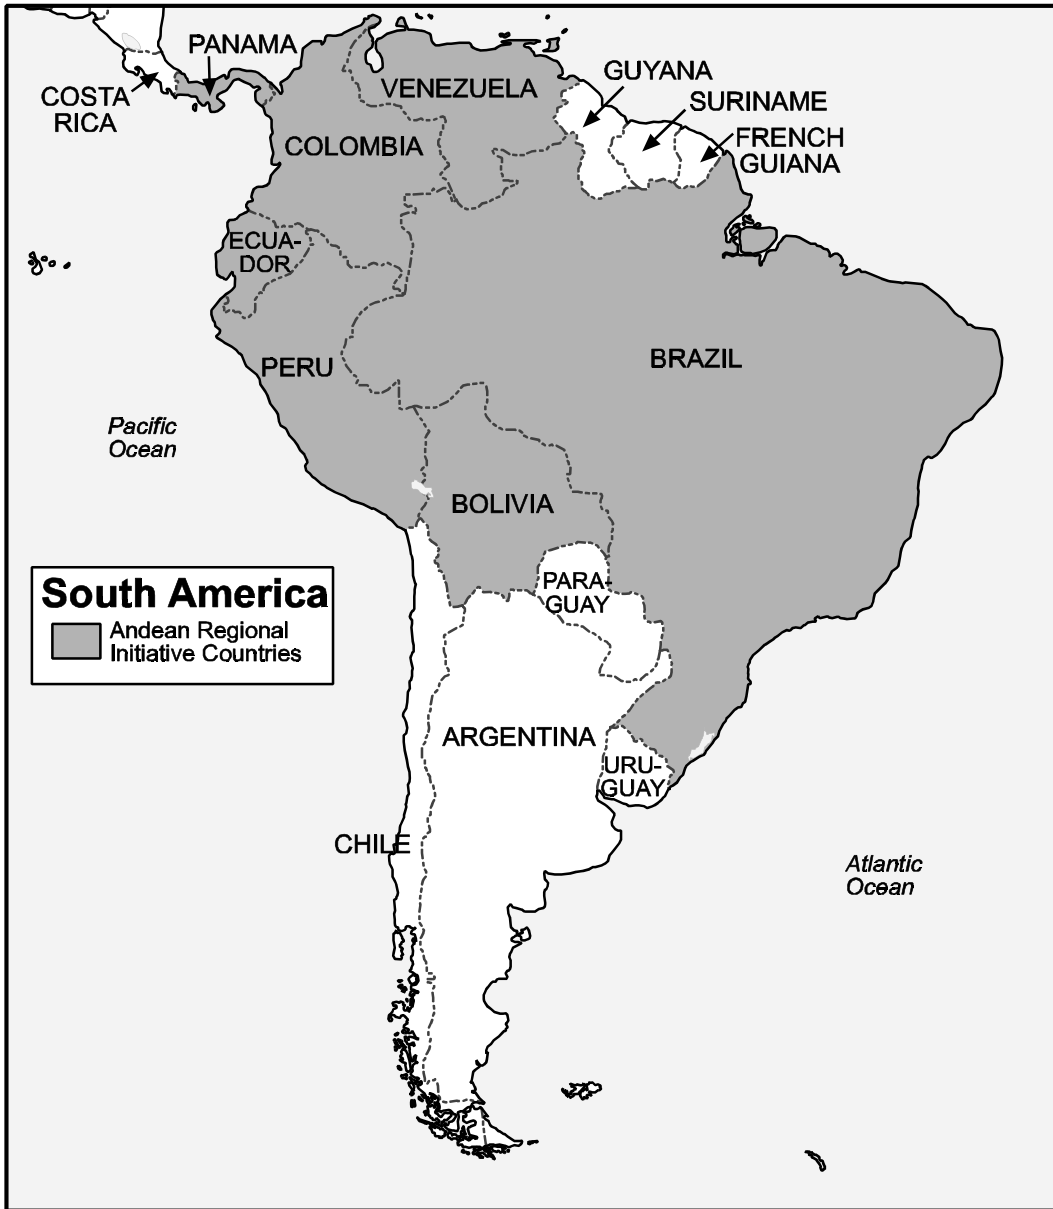 PANAMA
COSTA
RICA
VENEZUELA
GUYANA
SURINAME
FRENCH
GUIANA
COLOMBIA
ECUA-
DOR
PERU
BRAZIL
Pacific
Ocean
BOLIVIA
PARA-
GUAY
South America
Andean Regional
Initiative Countries
ARGENTINA
URU-
GUAY
CHILE
Atlantic
Ocean